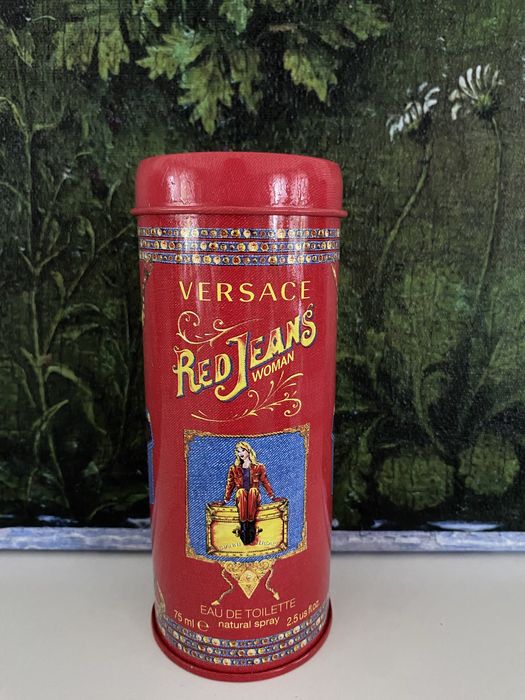 VERSACE
RED JEANS
WOMAN
EAU DE TOILETTE
75 ml e natural spray 2.5 us fl.oz